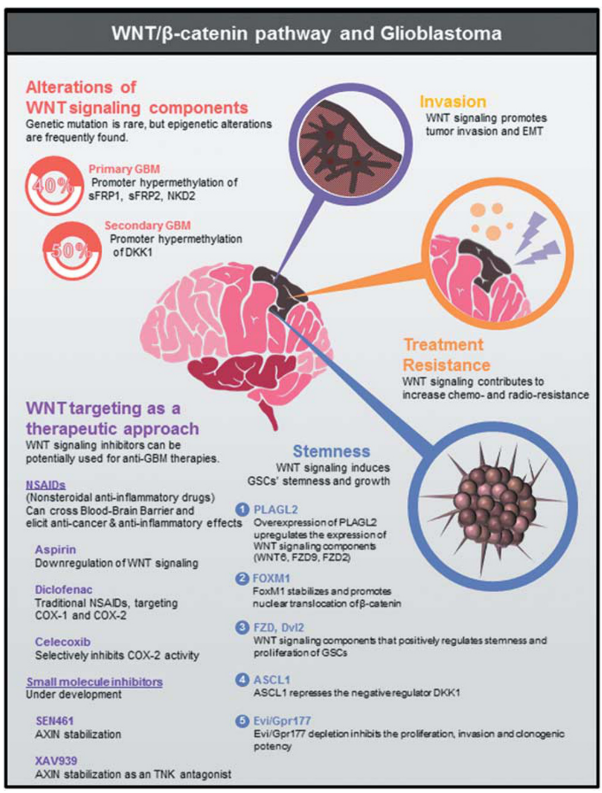 WNT/β-catenin pathway and Glioblastoma
Alterations of
WNT signaling components
Genetic mutation is rare, but epigenetic alterations
are frequently found.
40%
Primary GBM
Promoter hypermethylation of
sFRP1, sFRP2, NKD2
50%
Secondary GBM
Promoter hypermethylation
of DKK1
Invasion
WNT signaling promotes
tumor invasion and EMT
Treatment
Resistance
WNT signaling contributes to
increase chemo- and radio-resistance
WNT targeting as a
therapeutic approach
WNT signaling inhibitors can be
potentially used for anti-GBM therapies.
NSAIDs
(Nonsteroidal anti-inflammatory drugs)
Can cross Blood-Brain Barrier and
elicit anti-cancer & anti-inflammatory effects
Aspirin
Downregulation of WNT signaling
Diclofenac
Traditional NSAIDs, targeting
COX-1 and COX-2
Celecoxib
Selectively inhibits COX-2 activity
Small molecule inhibitors
Under development
SEN461
AXIN stabilization
XAV939
AXIN stabilization as an TNK antagonist
Stemness
WNT signaling induces
GSCs' stemness and growth
1 PLAGL2
Overexpression of PLAGL2
upregulates the expression of
WNT signaling components
(WNT6, FZD9, FZD2)
2 FOXM1
FoxM1 stabilizes and promotes
nuclear translocation of β-catenin
3 FZD, Dvl2
WNT signaling components that positively regulates stemness and
proliferation of GSCs
4 ASCL1
ASCL1 represses the negative regulator DKK1
5 Evi/Gpr177
Evi/Gpr177 depletion inhibits the proliferation, invasion and clonogenic
potency